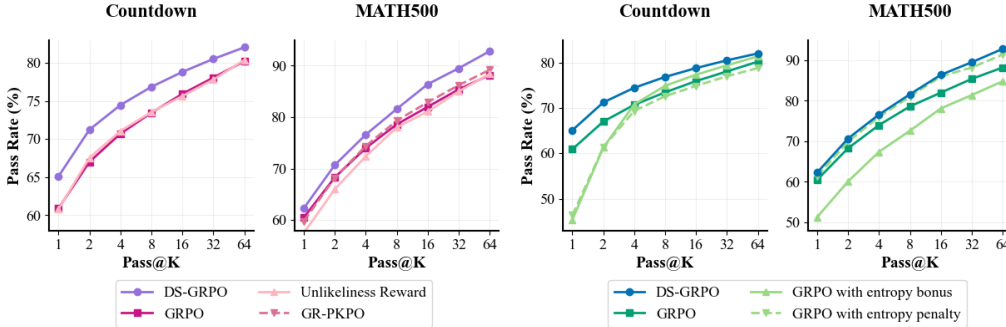 Countdown
MATH500
Countdown
MATH500
Pass Rate (%)
80
75
70
65
60
1 2 4 8 16 32 64
Pass@K
90
80
70
60
1 2 4 8 16 32 64
Pass@K
Pass Rate (%)
80
70
60
50
1 2 4 8 16 32 64
Pass@K
90
80
70
60
50
1 2 4 8 16 32 64
Pass@K
DS-GRPO
Unlikeliness Reward
GRPO
GR-PKPO
DS-GRPO
GRPO with entropy bonus
GRPO
GRPO with entropy penalty